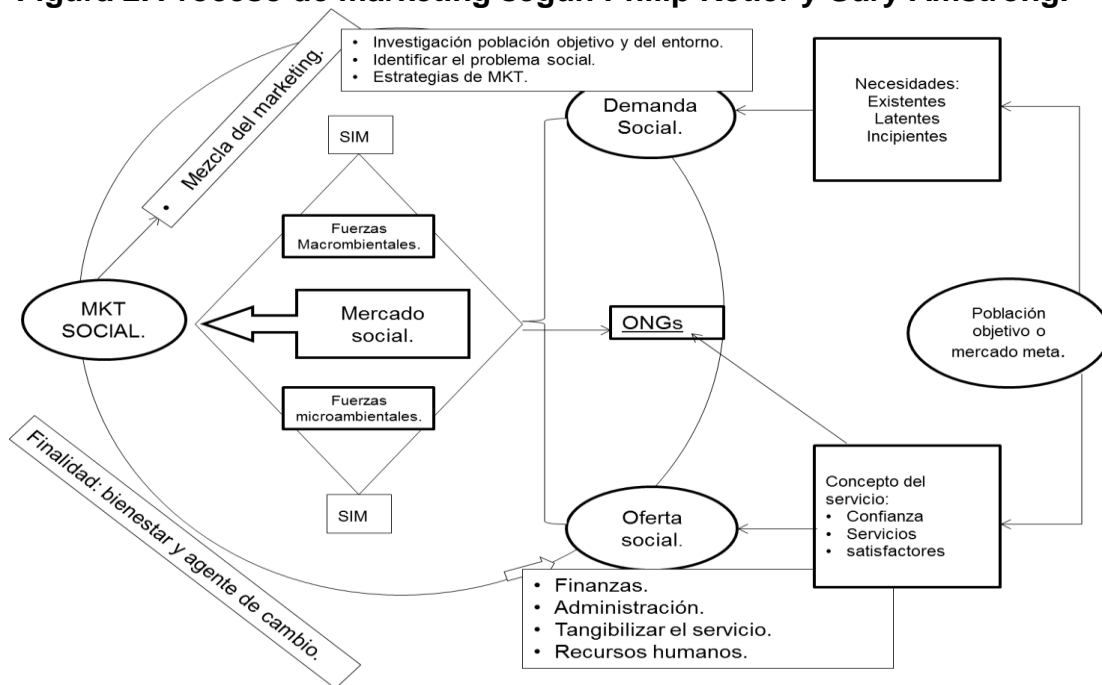 Figura 2. Proceso de marketing según Philip Kotler y Gary Amstrong.
• Investigación población objetivo y del entorno.
• Identificar el problema social.
• Estrategias de MKT.
• Mezcla del marketing.
Demanda
Social.
Necesidades:
Existentes
Latentes
Incipientes
SIM
Fuerzas
Macrombientales.
MKT
SOCIAL.
Mercado
social.
ONGs
Población
objetivo o
mercado meta.
Fuerzas
microambientales.
SIM
Finalidad: bienestar y agente de
cambio.
Oferta
social.
Concepto del
servicio:
• Confianza
• Servicios
• satisfactores
• Finanzas.
• Administración.
• Tangibilizar el servicio.
• Recursos humanos.